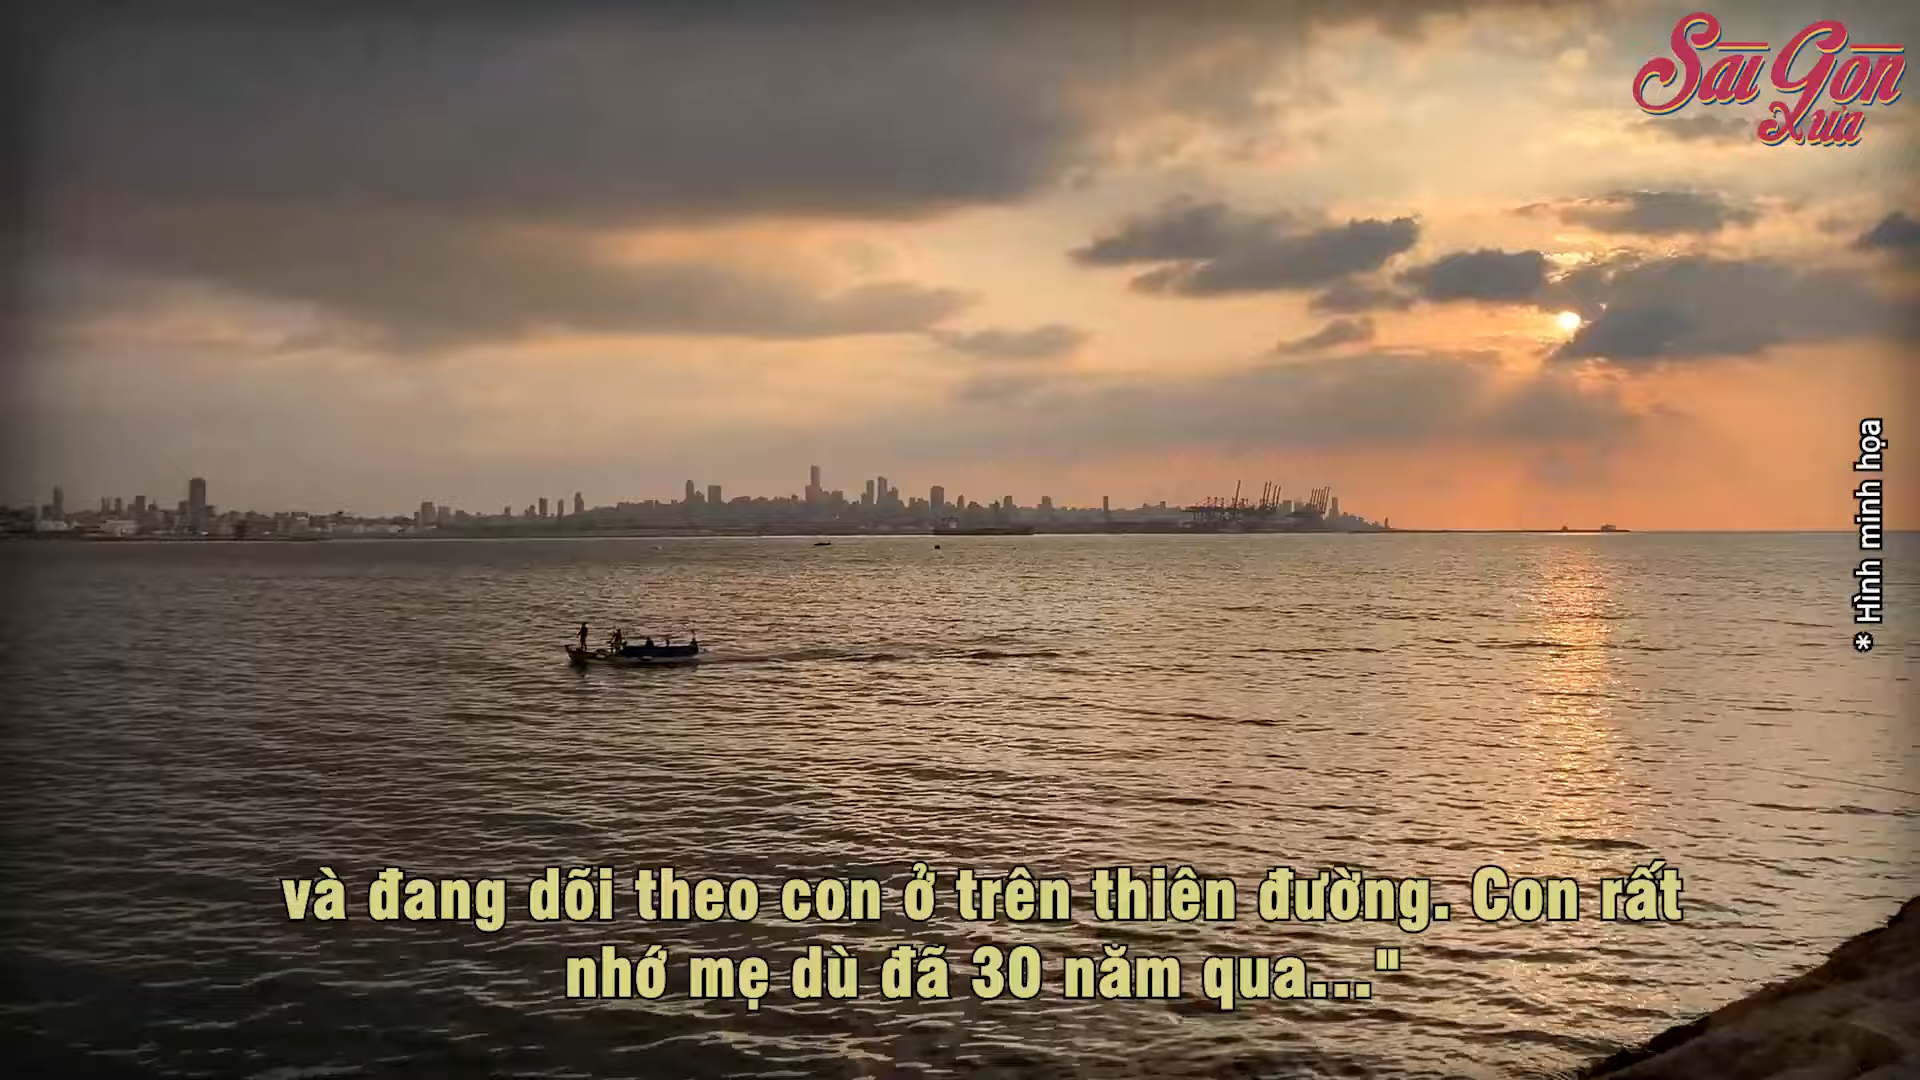 Sài Gòn
Xưa
* Hình minh họa
và đang dõi theo con ở trên thiên đường. Con rất
nhớ mẹ dù đã 30 năm qua..."